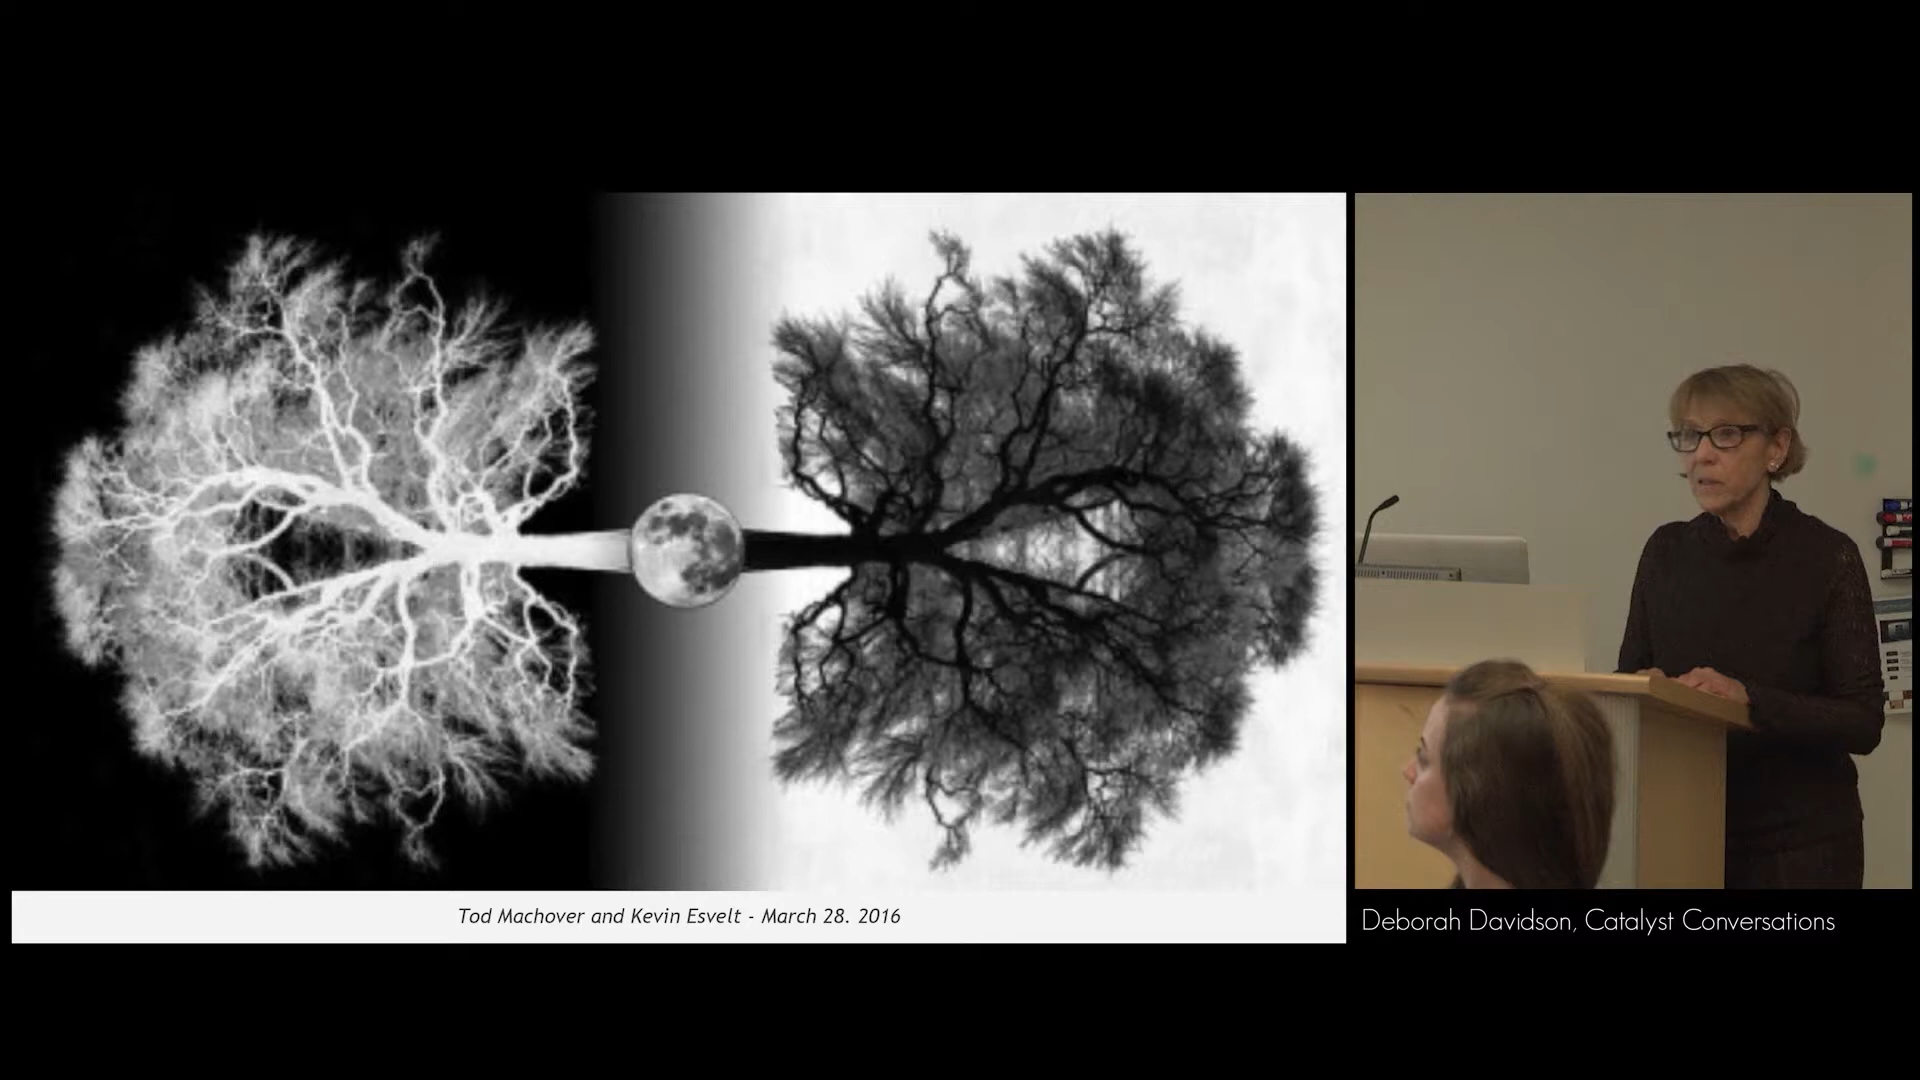 Tod Machover and Kevin Esvelt - March 28. 2016
Deborah Davidson, Catalyst Conversations